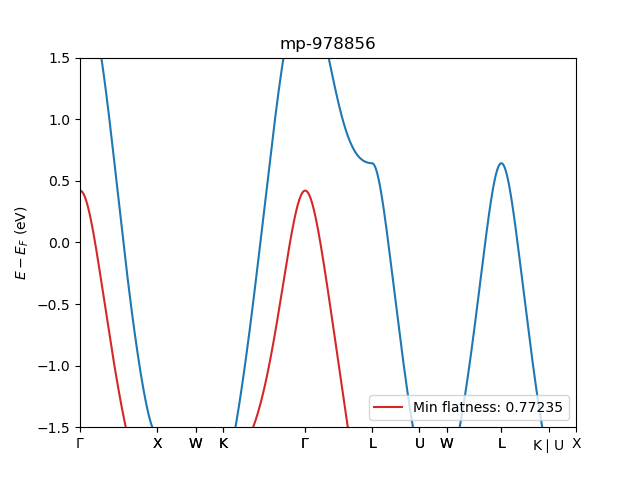 mp-978856
1.5
1.0
0.5
0.0
−0.5
−1.0
−1.5
E − E_F (eV)
Min flatness: 0.77235
Γ X W K Γ L U W L K | U X